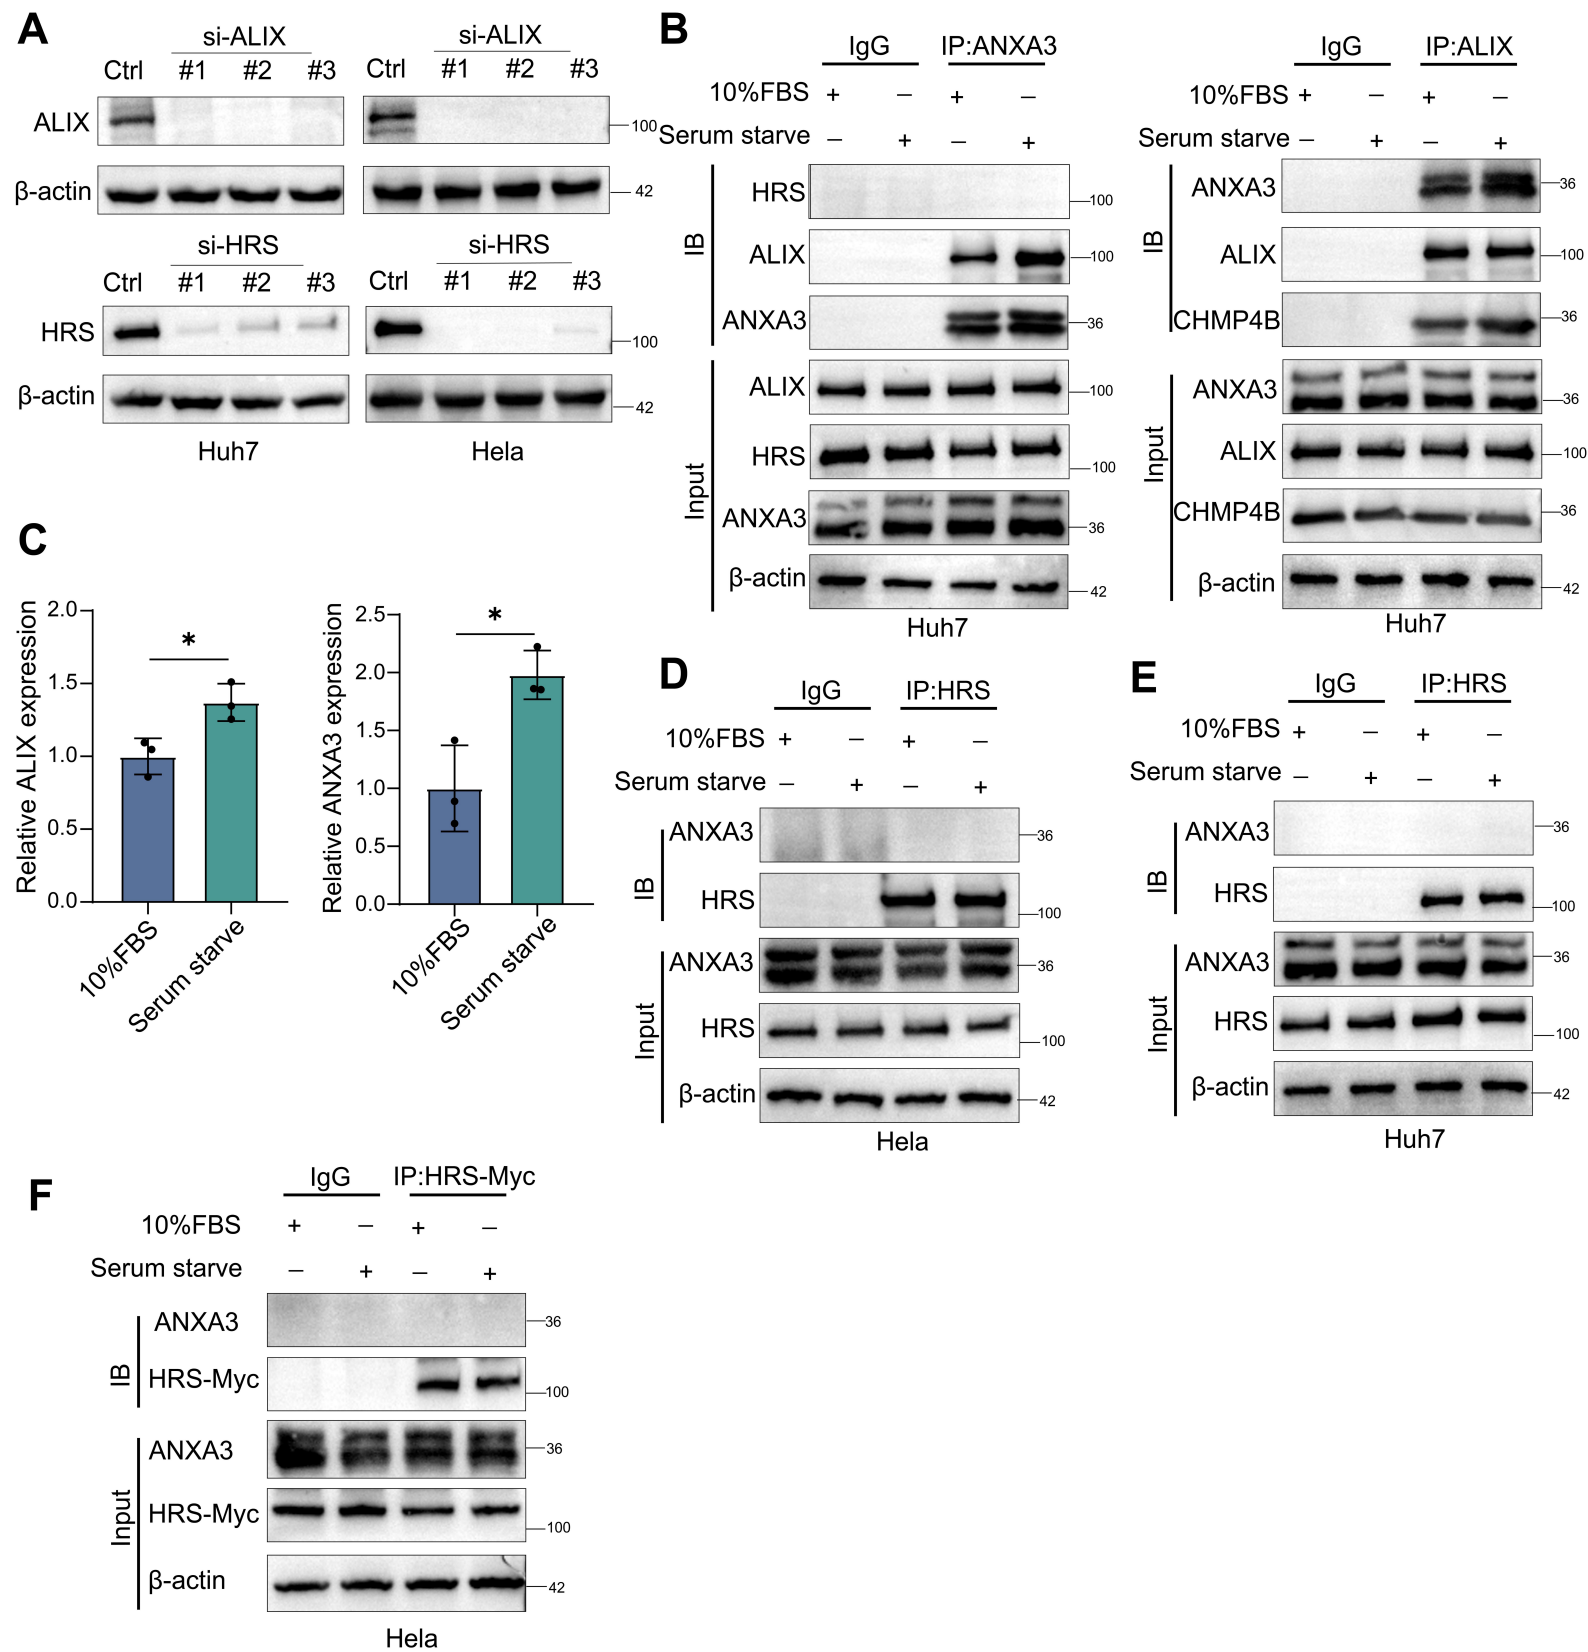 A
si-ALIX
si-ALIX
Ctrl #1 #2 #3
Ctrl #1 #2 #3
ALIX
100
β-actin
42
si-HRS
si-HRS
Ctrl #1 #2 #3
Ctrl #1 #2 #3
HRS
100
β-actin
42
Huh7
Hela
B
IgG IP:ANXA3
10%FBS + − + −
Serum starve − + − +
IB
HRS
100
ALIX
100
ANXA3
36
Input
ALIX
100
HRS
100
ANXA3
36
β-actin
42
Huh7
IgG IP:ALIX
10%FBS + − + −
Serum starve − + − +
IB
ANXA3
36
ALIX
100
CHMP4B
36
Input
ANXA3
36
ALIX
100
CHMP4B
36
β-actin
42
Huh7
C
Relative ALIX expression
2.0
1.5
1.0
0.5
0.0
*
10%FBS
Serum starve
Relative ANXA3 expression
2.5
2.0
1.5
1.0
0.5
0.0
*
10%FBS
Serum starve
D
IgG IP:HRS
10%FBS + − + −
Serum starve − + − +
IB
ANXA3
36
HRS
100
Input
ANXA3
36
HRS
100
β-actin
42
Hela
E
IgG IP:HRS
10%FBS + − + −
Serum starve − + − +
IB
ANXA3
36
HRS
100
Input
ANXA3
36
HRS
100
β-actin
42
Huh7
F
IgG IP:HRS-Myc
10%FBS + − + −
Serum starve − + − +
IB
ANXA3
36
HRS-Myc
100
Input
ANXA3
36
HRS-Myc
100
β-actin
42
Hela